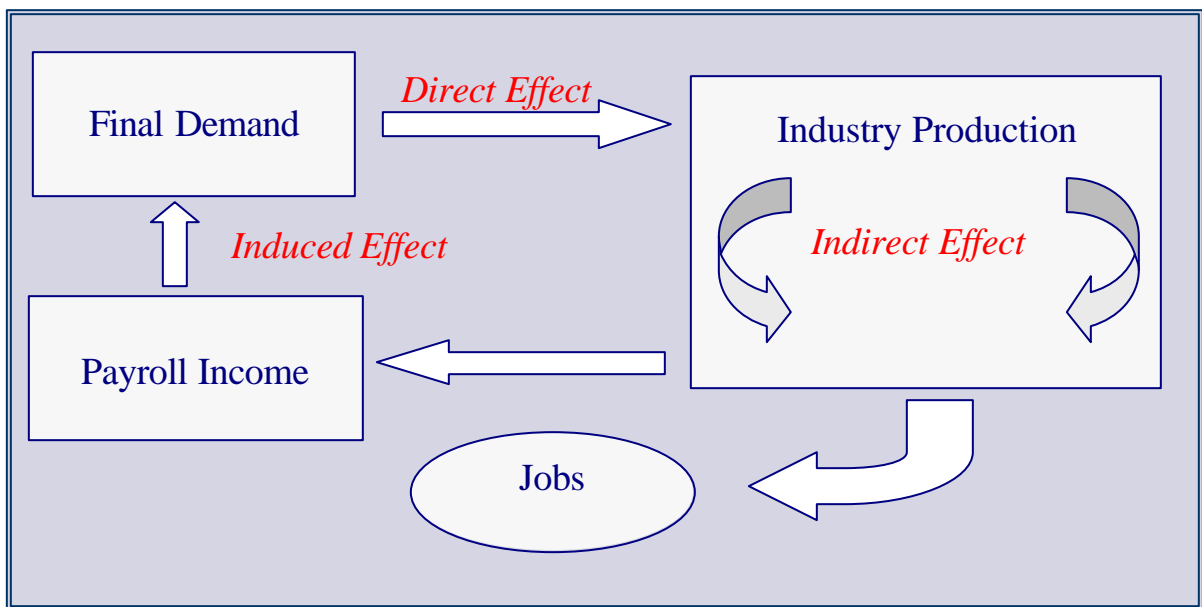 Final Demand
Direct Effect
Industry Production
Induced Effect
Indirect Effect
Payroll Income
Jobs